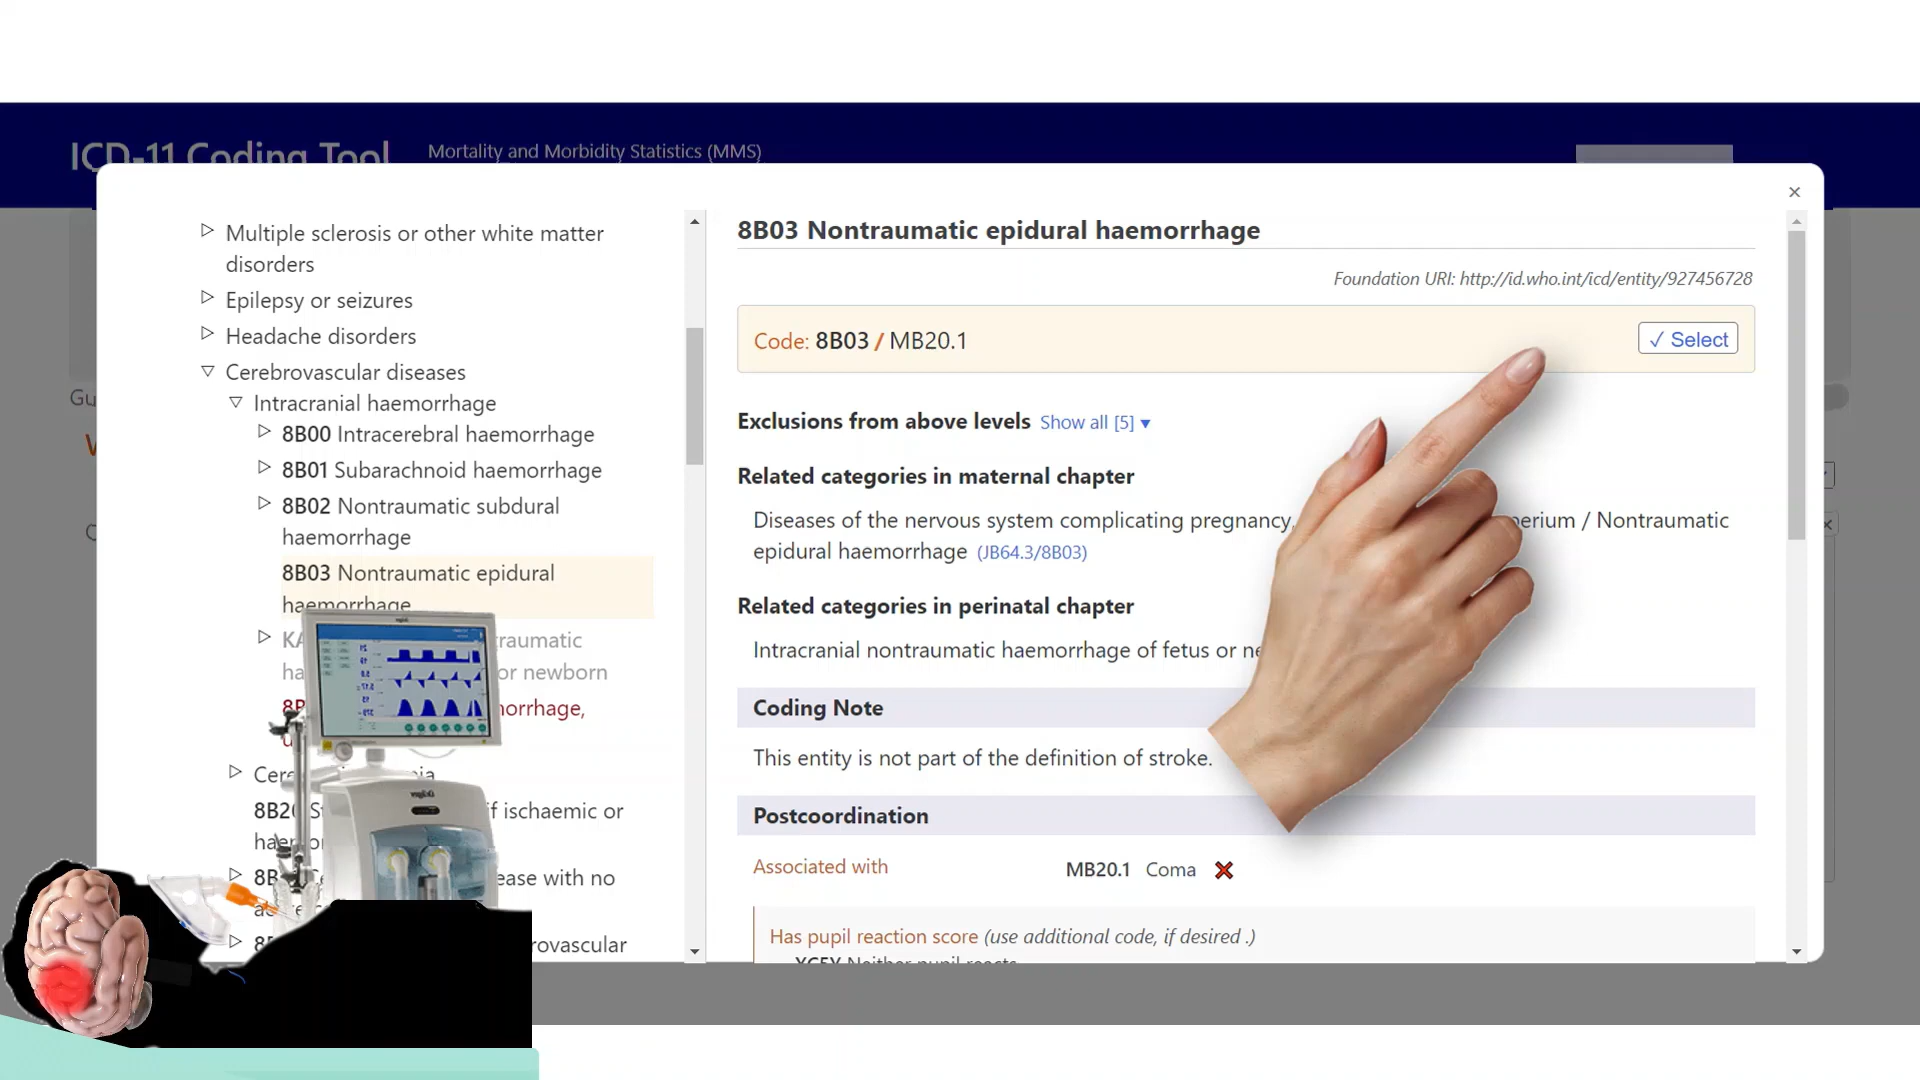 ICD-11 Coding Tool
Mortality and Morbidity Statistics (MMS)
×
Multiple sclerosis or other white matter
disorders
Epilepsy or seizures
Headache disorders
Cerebrovascular diseases
Intracranial haemorrhage
8B00 Intracerebral haemorrhage
8B01 Subarachnoid haemorrhage
8B02 Nontraumatic subdural
haemorrhage
8B03 Nontraumatic epidural
haemorrhage
or newborn
8B03 Nontraumatic epidural haemorrhage
Foundation URI: http://id.who.int/icd/entity/927456728
Code: 8B03 / MB20.1
✓ Select
Exclusions from above levels Show all [5] ▼
Related categories in maternal chapter
Diseases of the nervous system complicating pregnancy, / Nontraumatic
epidural haemorrhage (JB64.3/8B03)
Related categories in perinatal chapter
Intracranial nontraumatic haemorrhage of fetus or
Coding Note
This entity is not part of the definition of stroke.
Postcoordination
Associated with
MB20.1 Coma
Has pupil reaction score (use additional code, if desired .)
ischaemic or
with no